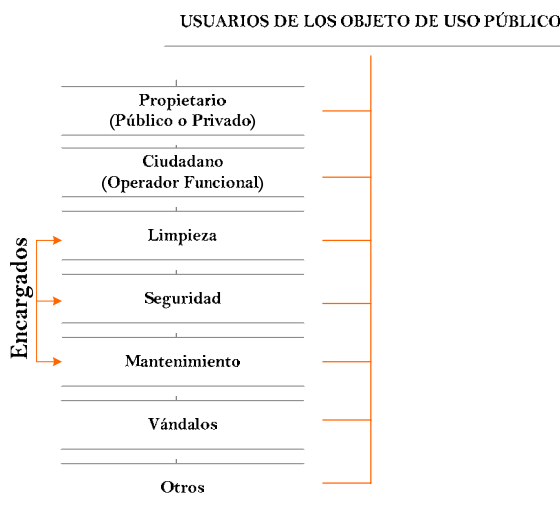 USUARIOS DE LOS OBJETO DE USO PÚBLICO
Propietario
(Público o Privado)
Ciudadano
(Operador Funcional)
Encargados
Limpieza
Seguridad
Mantenimiento
Vándalos
Otros